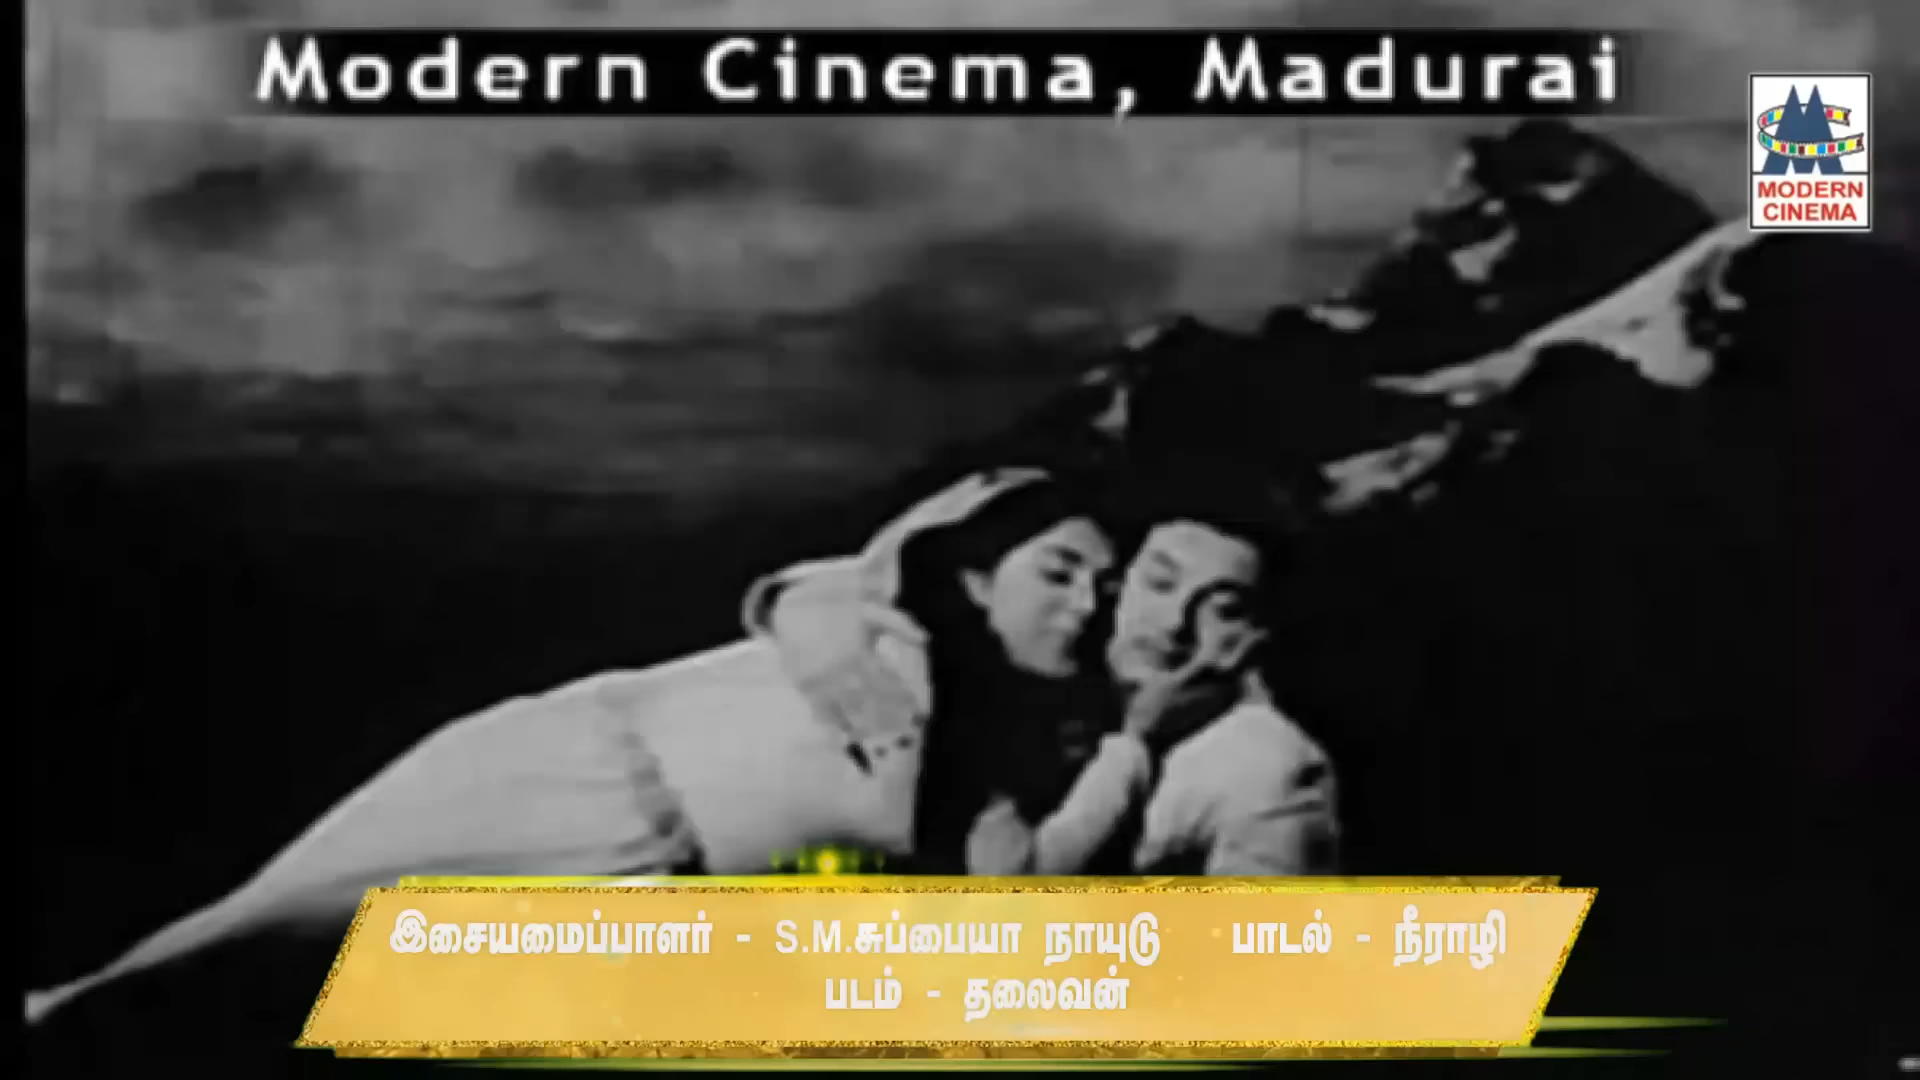 Modern Cinema, Madurai
MODERN
CINEMA
இசையமைப்பாளர் - S.M.சுப்பையா நாயுடு பாடல் - நீராழி
படம் - தலைவன்